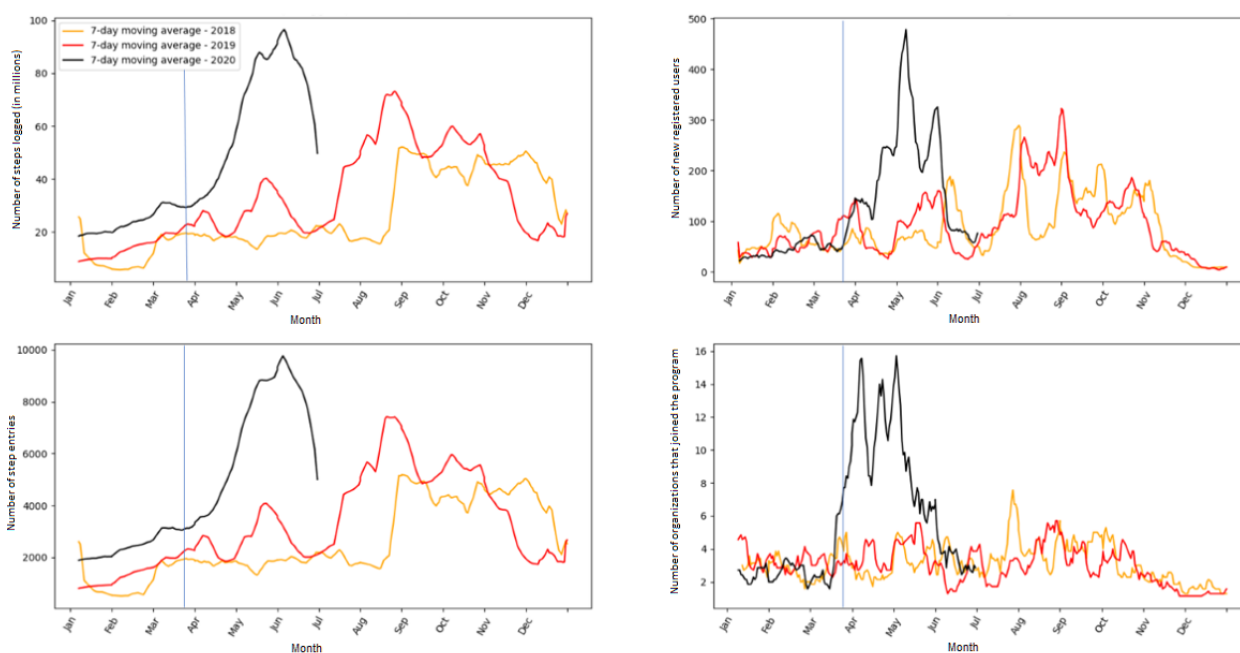 Number of steps logged (in millions)
100
80
60
40
20
7-day moving average - 2018
7-day moving average - 2019
7-day moving average - 2020
Jan Feb Mar Apr May Jun Jul Aug Sep Oct Nov Dec
Month
Number of new registered users
500
400
300
200
100
0
Jan Feb Mar Apr May Jun Jul Aug Sep Oct Nov Dec
Month
Number of step entries
10000
8000
6000
4000
2000
Jan Feb Mar Apr May Jun Jul Aug Sep Oct Nov Dec
Month
Number of organizations that joined the program
16
14
12
10
8
6
4
2
Jan Feb Mar Apr May Jun Jul Aug Sep Oct Nov Dec
Month